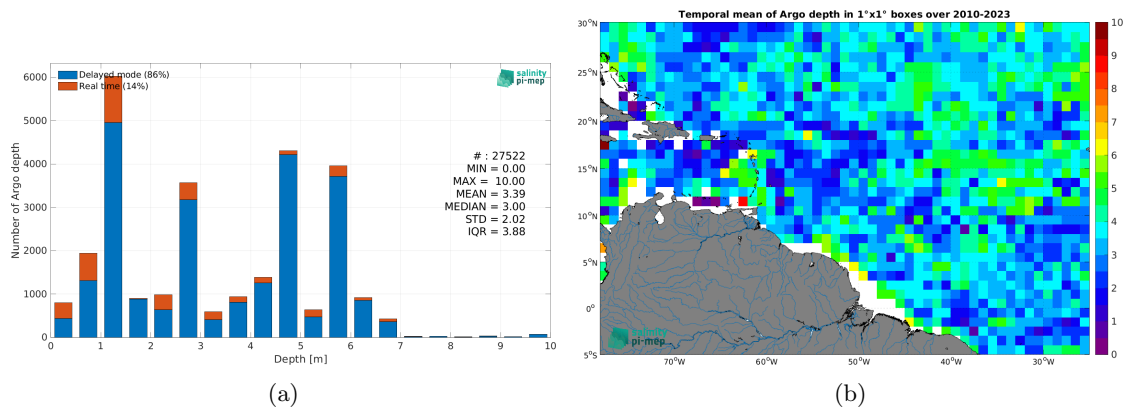 Delayed mode (86%)
Real time (14%)
salinity
pi-mep
# : 27522
MIN = 0.00
MAX = 10.00
MEAN = 3.39
MEDIAN = 3.00
STD = 2.02
IQR = 3.88
Number of Argo depth
6000
5000
4000
3000
2000
1000
0
0 1 2 3 4 5 6 7 8 9 10
Depth [m]
(a)
Temporal mean of Argo depth in 1°x1° boxes over 2010-2023
30°N
25°N
20°N
15°N
10°N
5°N
0°
5°S
70°W 60°W 50°W 40°W 30°W
salinity
pi-mep
10
9
8
7
6
5
4
3
2
1
0
(b)